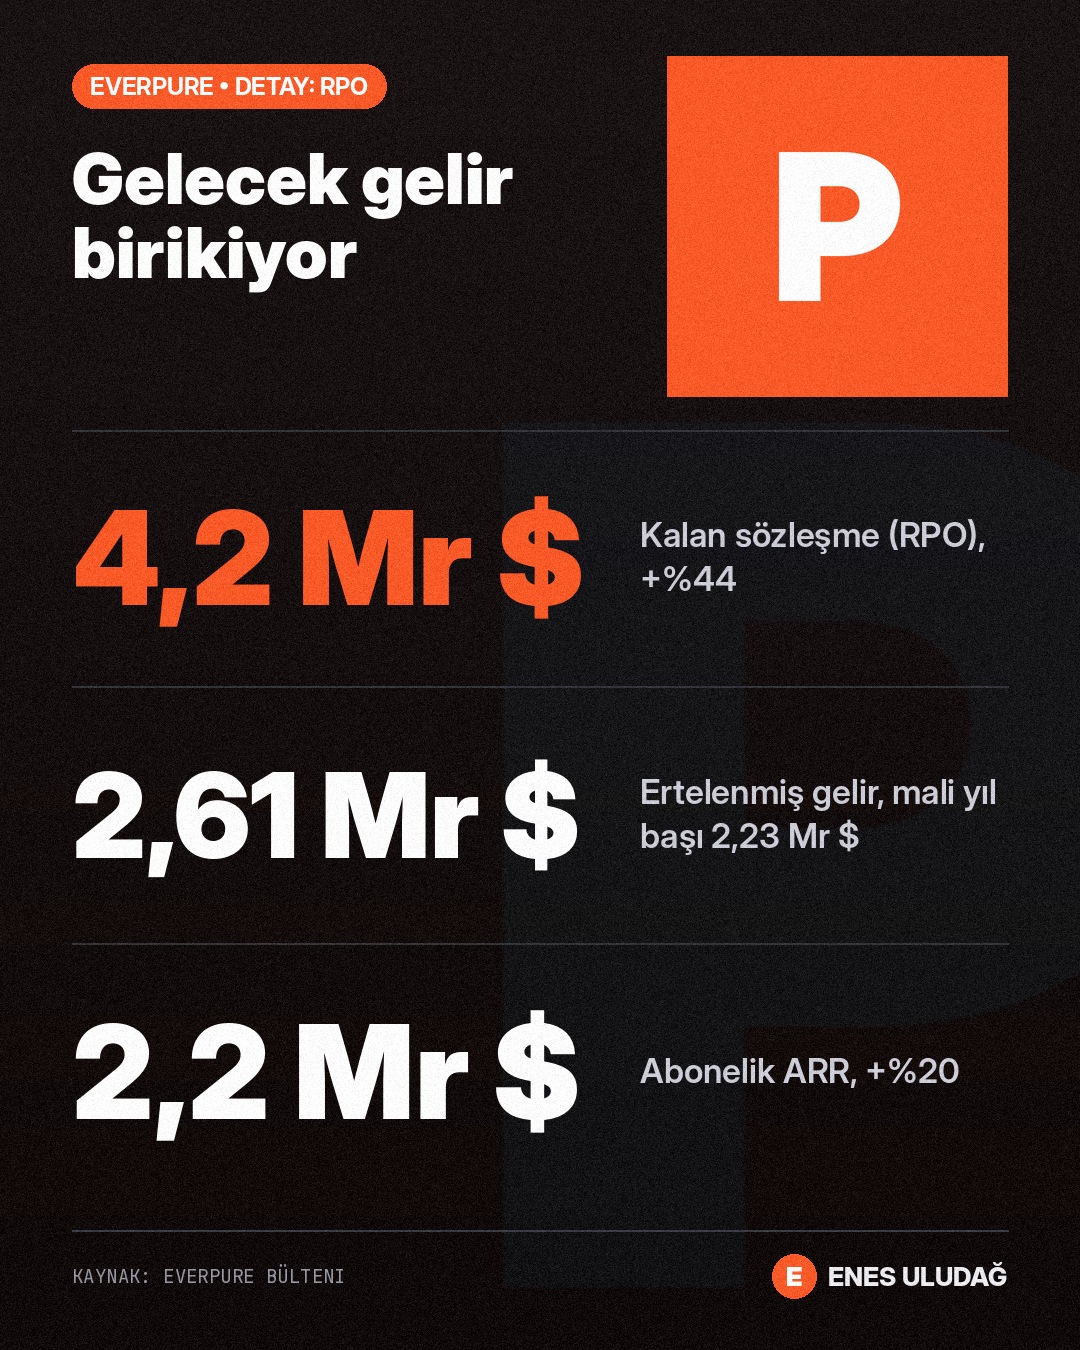 EVERPURE • DETAY: RPO
Gelecek gelir
birikiyor
P
4,2 Mr $
Kalan sözleşme (RPO),
+%44
2,61 Mr $
Ertelenmiş gelir, mali yıl
başı 2,23 Mr $
2,2 Mr $
Abonelik ARR, +%20
KAYNAK: EVERPURE BÜLTENI
E ENES ULUDAĞ